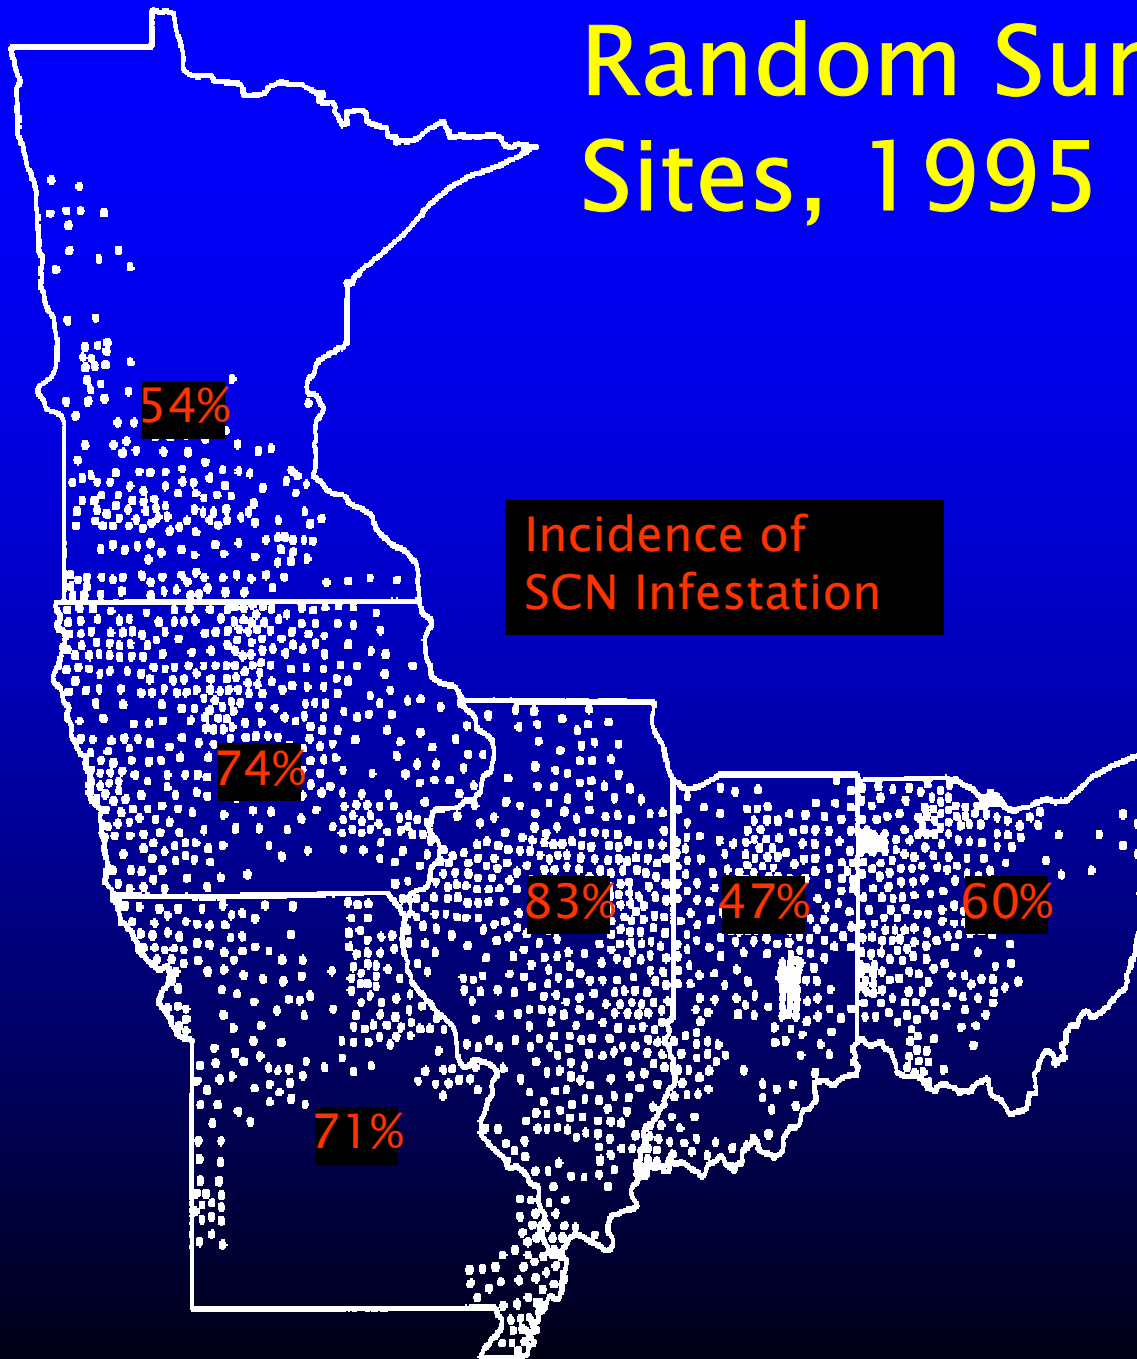 Random Sur
Sites, 1995
54%
Incidence of
SCN Infestation
74%
83%
47%
60%
71%